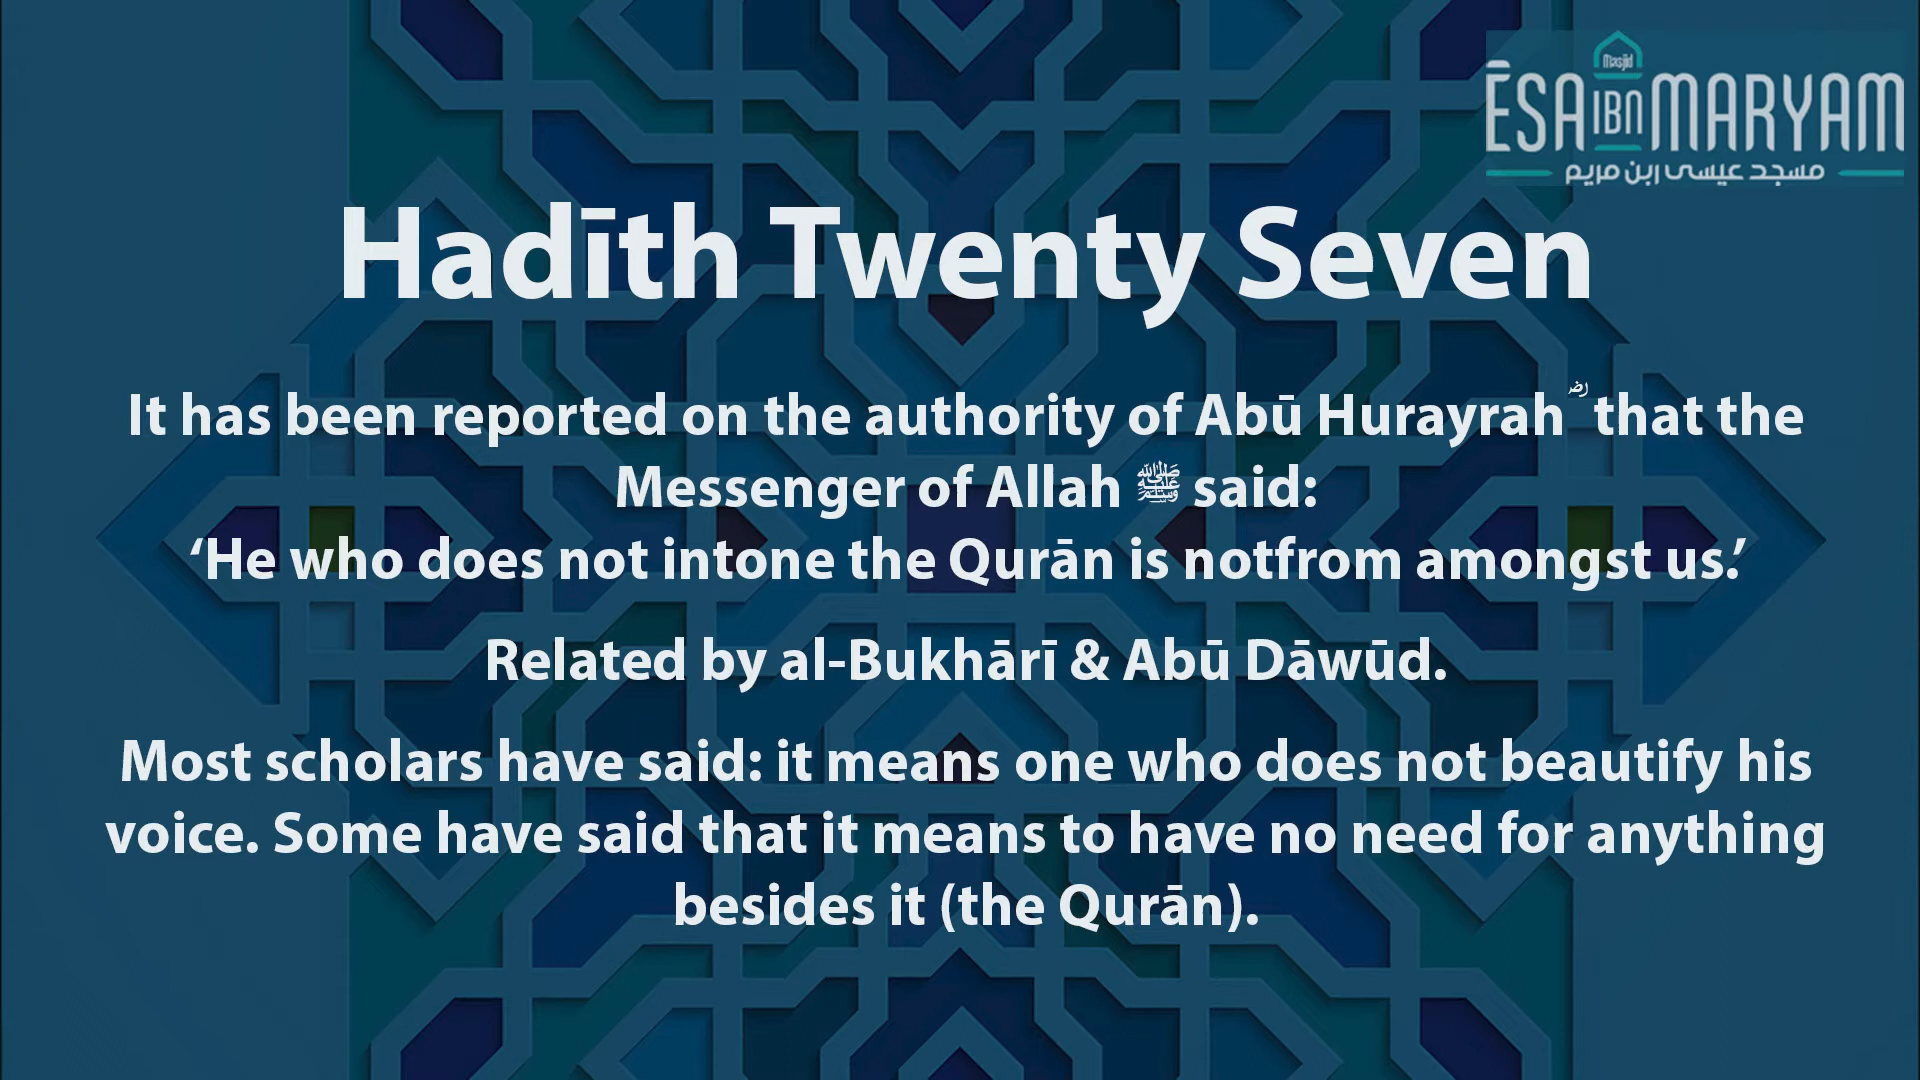 Masjid
ĒSA IBN MARYAM
مسجد عيسى ابن مريم
Hadīth Twenty Seven
It has been reported on the authority of Abū Hurayrah ؓ that the
Messenger of Allah ﷺ said:
‘He who does not intone the Qurān is notfrom amongst us.’
Related by al-Bukhārī & Abū Dāwūd.
Most scholars have said: it means one who does not beautify his
voice. Some have said that it means to have no need for anything
besides it (the Qurān).